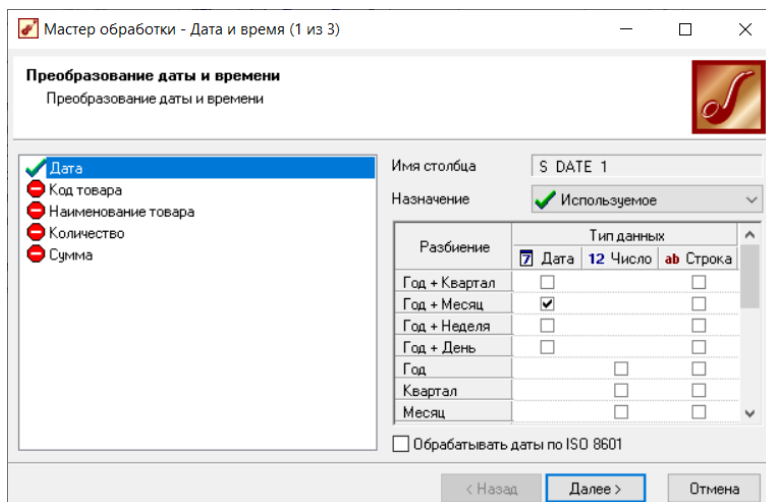 Мастер обработки - Дата и время (1 из 3)
Преобразование даты и времени
Преобразование даты и времени
Дата
Код товара
Наименование товара
Количество
Сумма
Имя столбца S DATE 1
Назначение Используемое
Разбиение Тип данных
7 Дата 12 Число ab Строка
Год + Квартал
Год + Месяц
Год + Неделя
Год + День
Год
Квартал
Месяц
Обрабатывать даты по ISO 8601
< Назад Далее > Отмена